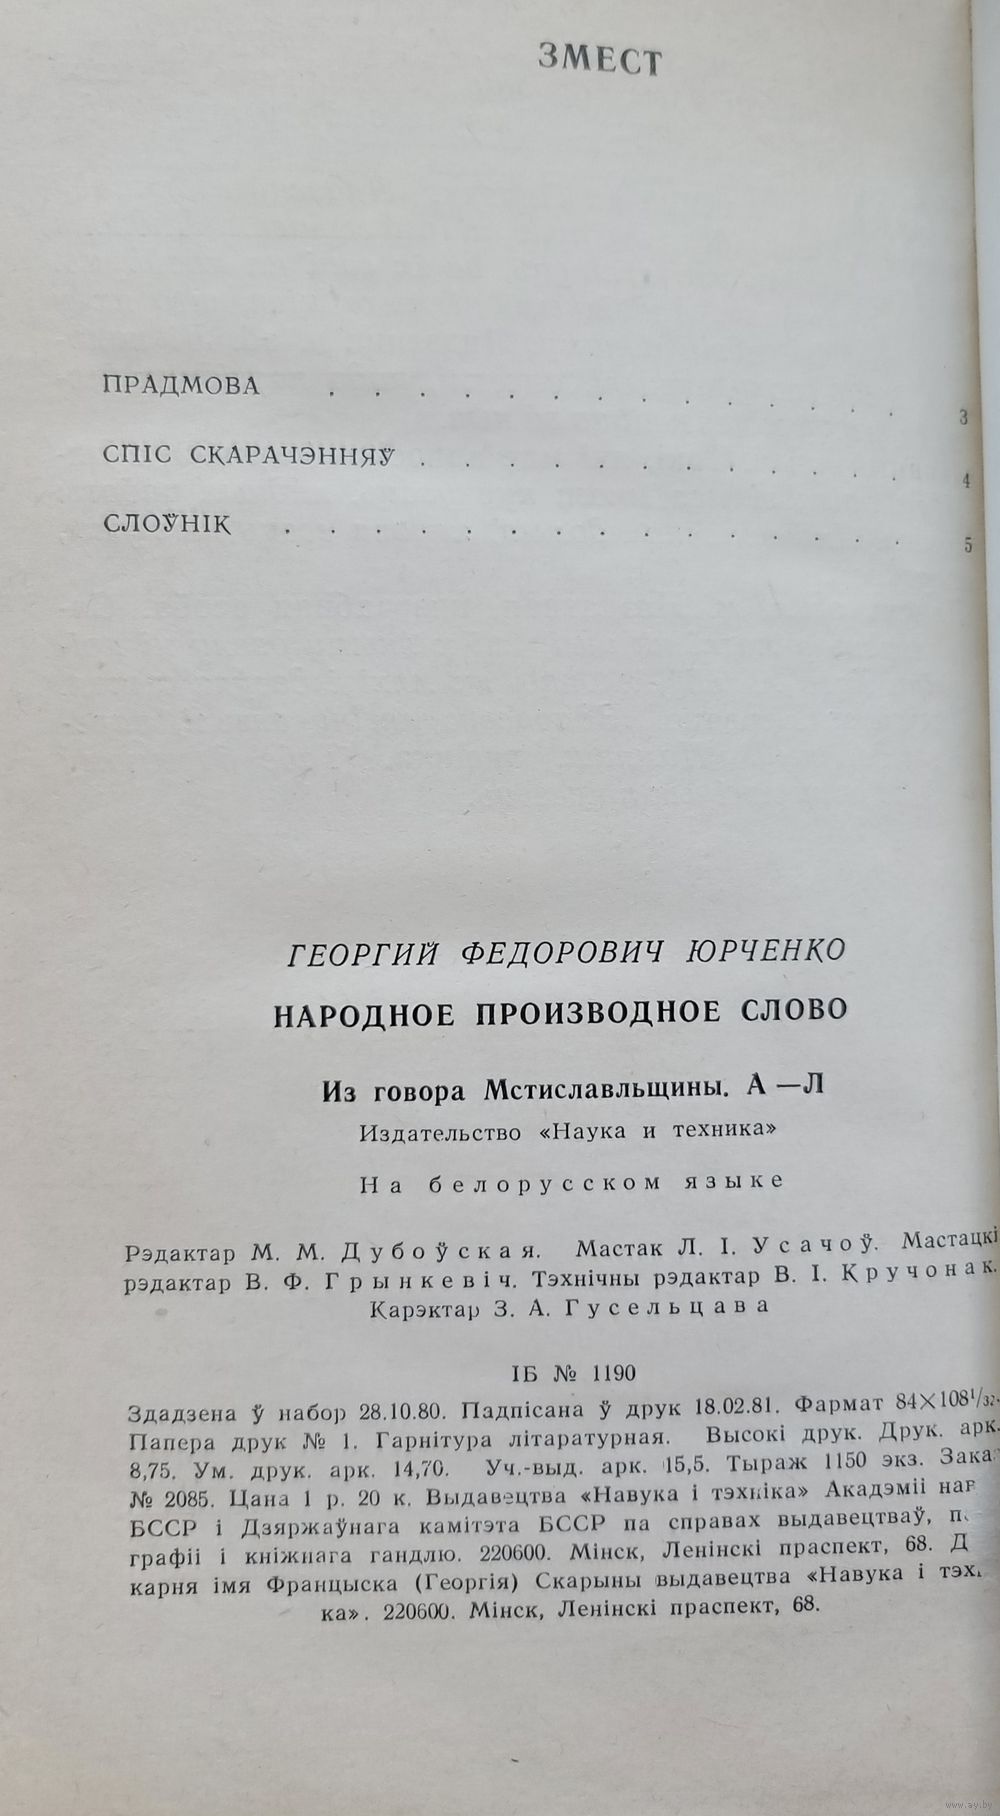 ЗМЕСТ
ПРАДМОВА . . . . . . . . . . . . . 3
СПІС СКАРАЧЭННЯЎ . . . . . . . . . . . 4
СЛОЎНІК . . . . . . . . . . . . . . 5
ГЕОРГИЙ ФЕДОРОВИЧ ЮРЧЕНКО
НАРОДНОЕ ПРОИЗВОДНОЕ СЛОВО
Из говора Мстиславльщины. А—Л
Издательство «Наука и техника»
На белорусском языке
Рэдактар М. М. Дубоўская. Мастак Л. І. Усачоў. Мастацкі
рэдактар В. Ф. Грынкевіч. Тэхнічны рэдактар В. І. Кручонак.
Карэктар З. А. Гусельцава
ІБ № 1190
Здадзена ў набор 28.10.80. Падпісана ў друк 18.02.81. Фармат 84×108¹/₃₂.
Папера друк № 1. Гарнітура літаратурная. Высокі друк. Друк. арк.
8,75. Ум. друк. арк. 14,70. Уч.-выд. арк. 15,5. Тыраж 1150 экз. Зака
№ 2085. Цана 1 р. 20 к. Выдавецтва «Навука і тэхніка» Акадэміі нав
БССР і Дзяржаўнага камітэта БССР па справах выдавецтваў, п
графіі і кніжнага гандлю. 220600. Мінск, Ленінскі праспект, 68. Д
карня імя Францыска (Георгія) Скарыны выдавецтва «Навука і тэх
ка». 220600. Мінск, Ленінскі праспект, 68.
www.ay.by